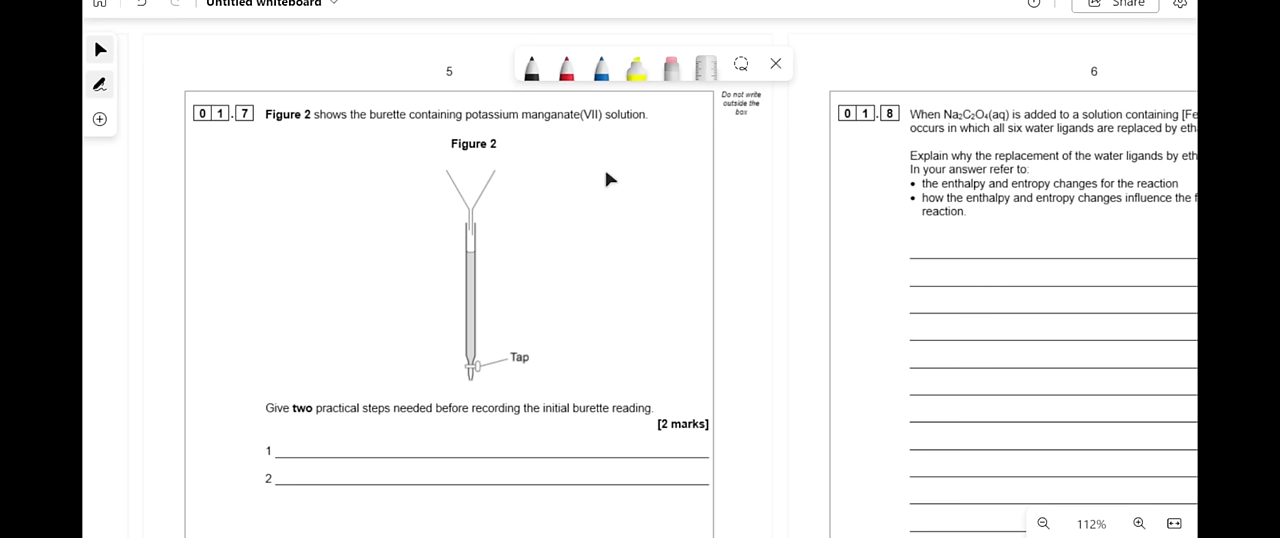 Untitled whiteboard
Share
5
Do not write
outside the
box
0 1 . 7 Figure 2 shows the burette containing potassium manganate(VII) solution.
Figure 2
Tap
Give two practical steps needed before recording the initial burette reading.
[2 marks]
1
2
6
0 1 . 8 When Na₂C₂O₄(aq) is added to a solution containing [Fe
occurs in which all six water ligands are replaced by eth
Explain why the replacement of the water ligands by eth
In your answer refer to:
• the enthalpy and entropy changes for the reaction
• how the enthalpy and entropy changes influence the f
reaction.
112%